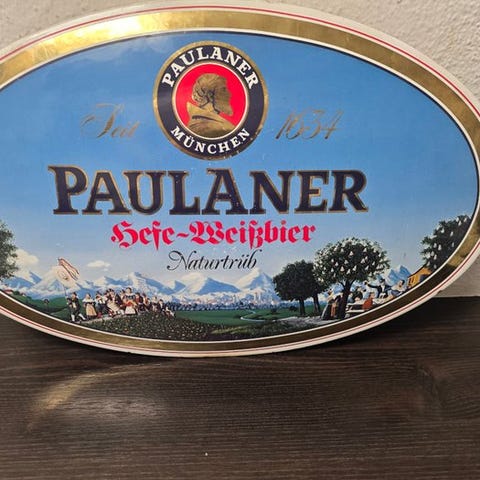 PAULANER
MÜNCHEN
Seit 1634
PAULANER
Hefe-Weißbier
Naturtrüb